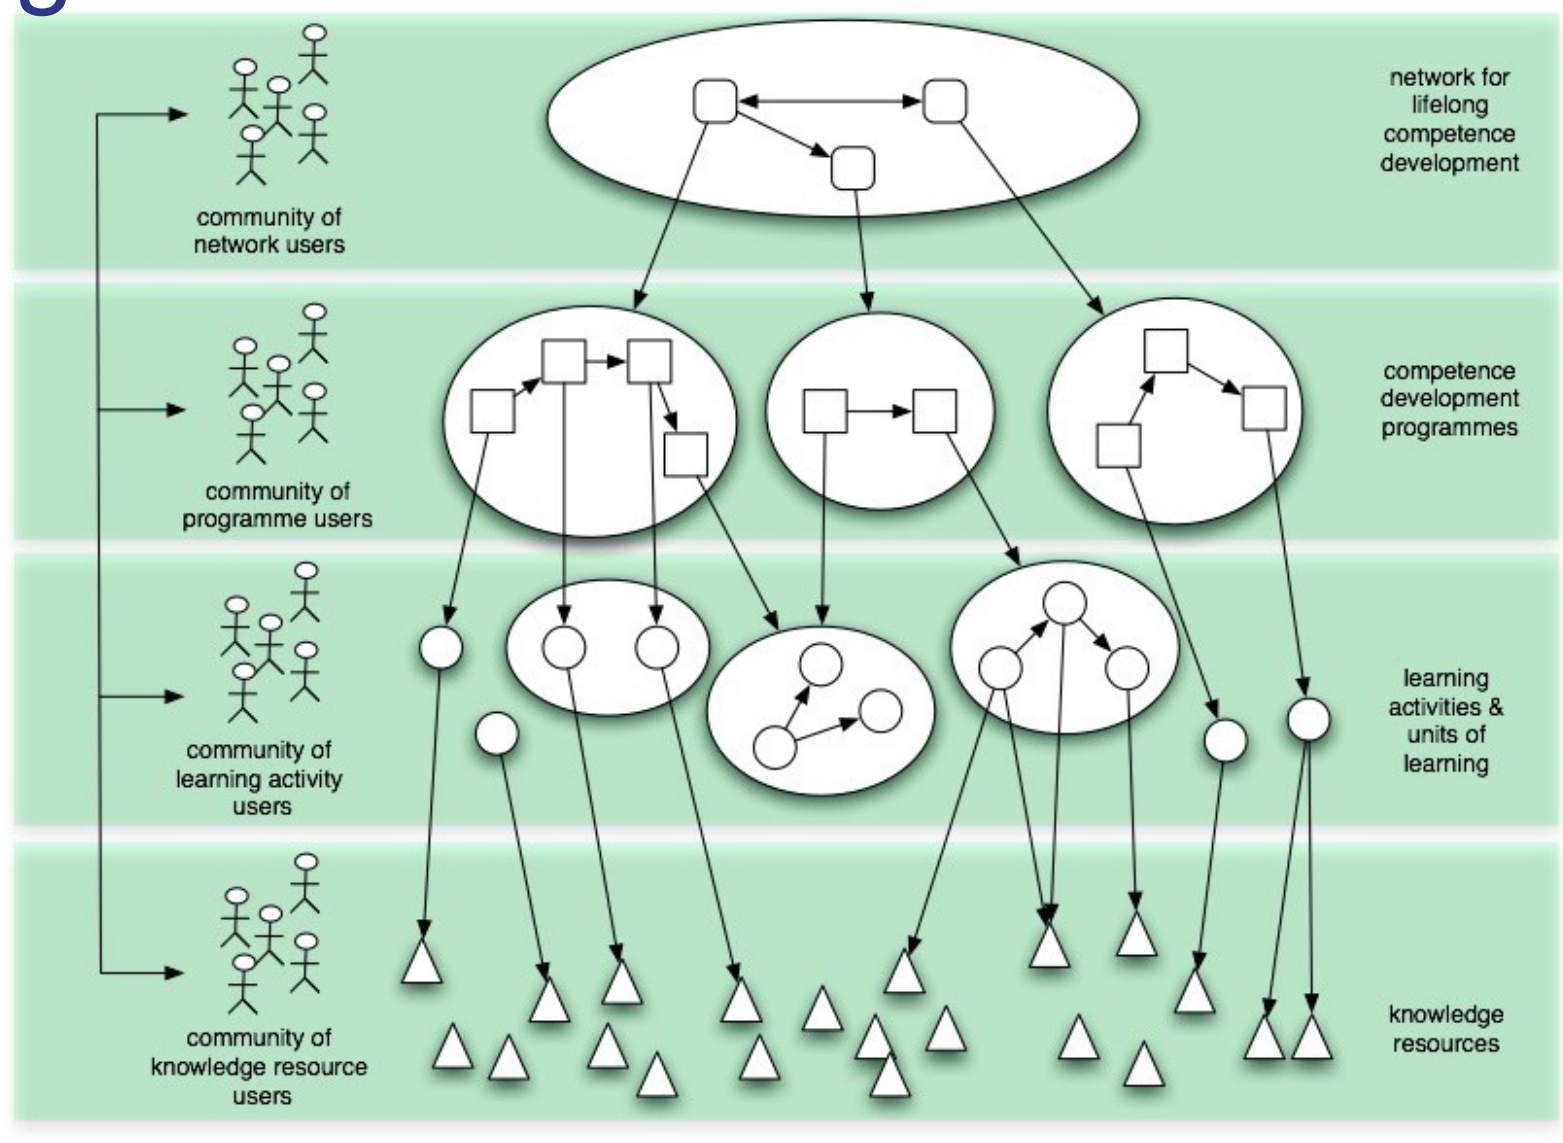 community of
network users
network for
lifelong
competence
development
community of
programme users
competence
development
programmes
community of
learning activity
users
learning
activities &
units of
learning
community of
knowledge resource
users
knowledge
resources